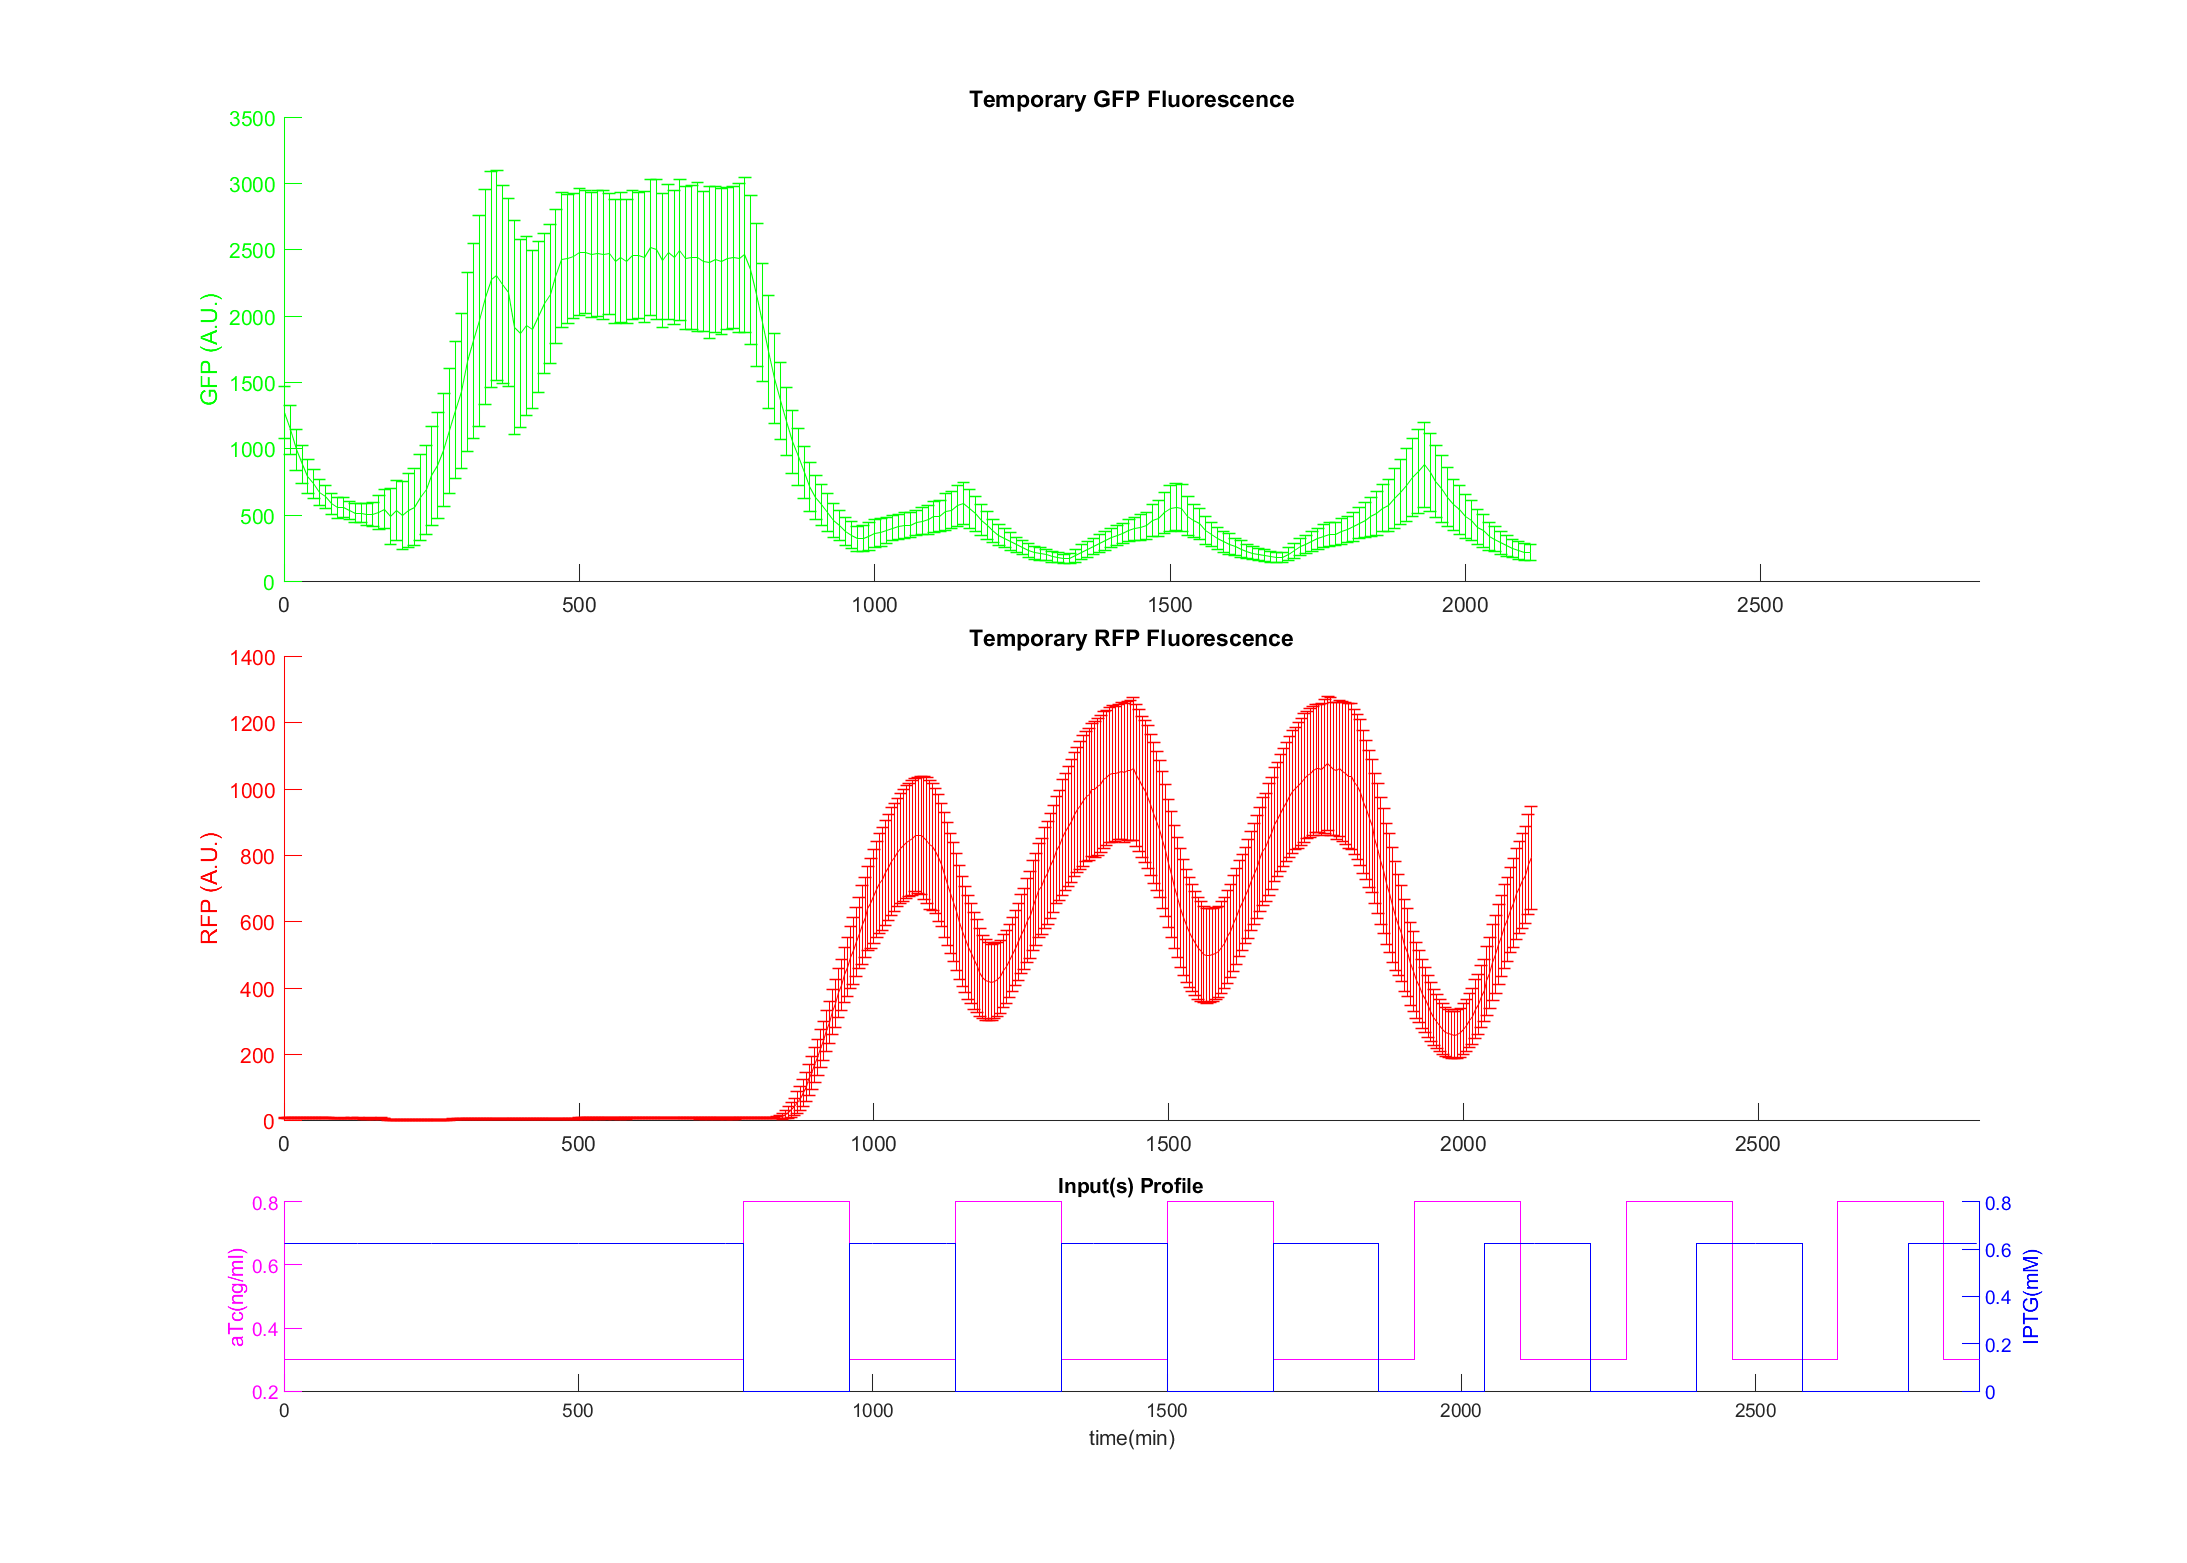 Temporary GFP Fluorescence
3500
3000
2500
2000
1500
1000
500
0
GFP (A.U.)
0 500 1000 1500 2000 2500
Temporary RFP Fluorescence
1400
1200
1000
800
600
400
200
0
RFP (A.U.)
0 500 1000 1500 2000 2500
Input(s) Profile
0.8
0.6
0.4
0.2
aTc(ng/ml)
0.8
0.6
0.4
0.2
0
IPTG(mM)
0 500 1000 1500 2000 2500
time(min)